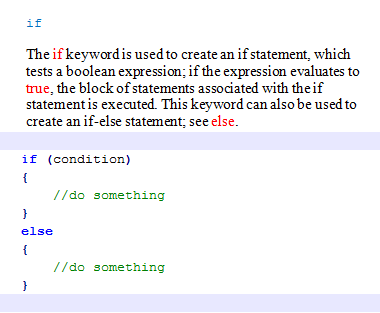 if
The if keyword is used to create an if statement, which
tests a boolean expression; if the expression evaluates to
true, the block of statements associated with the if
statement is executed. This keyword can also be used to
create an if-else statement; see else.
if (condition)
{
//do something
}
else
{
//do something
}